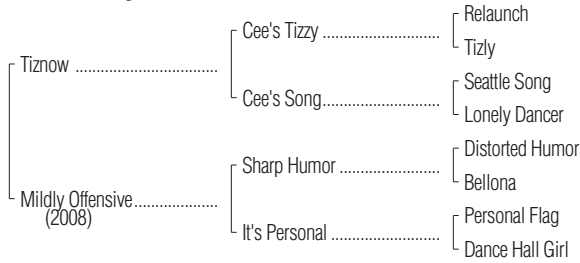 Relaunch
Cee's Tizzy ................................
Tizly
Tiznow .......................................
Seattle Song
Cee's Song................................
Lonely Dancer
Distorted Humor
Sharp Humor ...........................
Bellona
Mildly Offensive.......................
(2008)
Personal Flag
It's Personal .............................
Dance Hall Girl